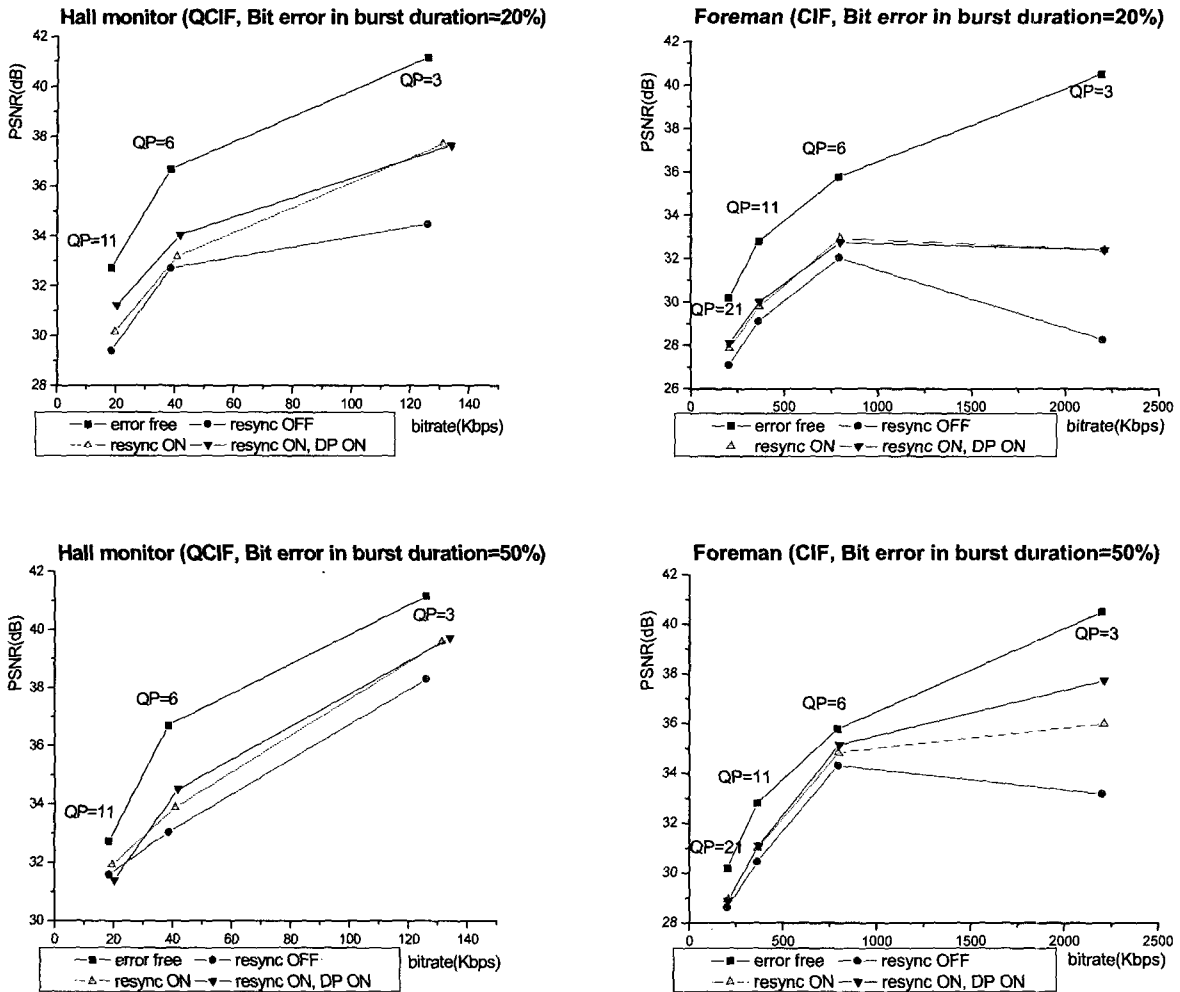 Hall monitor (QCIF, Bit error in burst duration=20%)
PSNR(dB)
42
40
38
36
34
32
30
28
QP=11
QP=6
QP=3
0 20 40 60 80 100 120 140
bitrate(Kbps)
error free resync OFF
resync ON resync ON, DP ON
Foreman (CIF, Bit error in burst duration=20%)
PSNR(dB)
42
40
38
36
34
32
30
28
26
QP=21
QP=11
QP=6
QP=3
0 500 1000 1500 2000 2500
bitrate(Kbps)
error free resync OFF
resync ON resync ON, DP ON
Hall monitor (QCIF, Bit error in burst duration=50%)
PSNR(dB)
42
40
38
36
34
32
30
QP=11
QP=6
QP=3
0 20 40 60 80 100 120 140
bitrate(Kbps)
error free resync OFF
resync ON resync ON, DP ON
Foreman (CIF, Bit error in burst duration=50%)
PSNR(dB)
42
40
38
36
34
32
30
28
QP=21
QP=11
QP=6
QP=3
0 500 1000 1500 2000 2500
bitrate(Kbps)
error free resync OFF
resync ON resync ON, DP ON